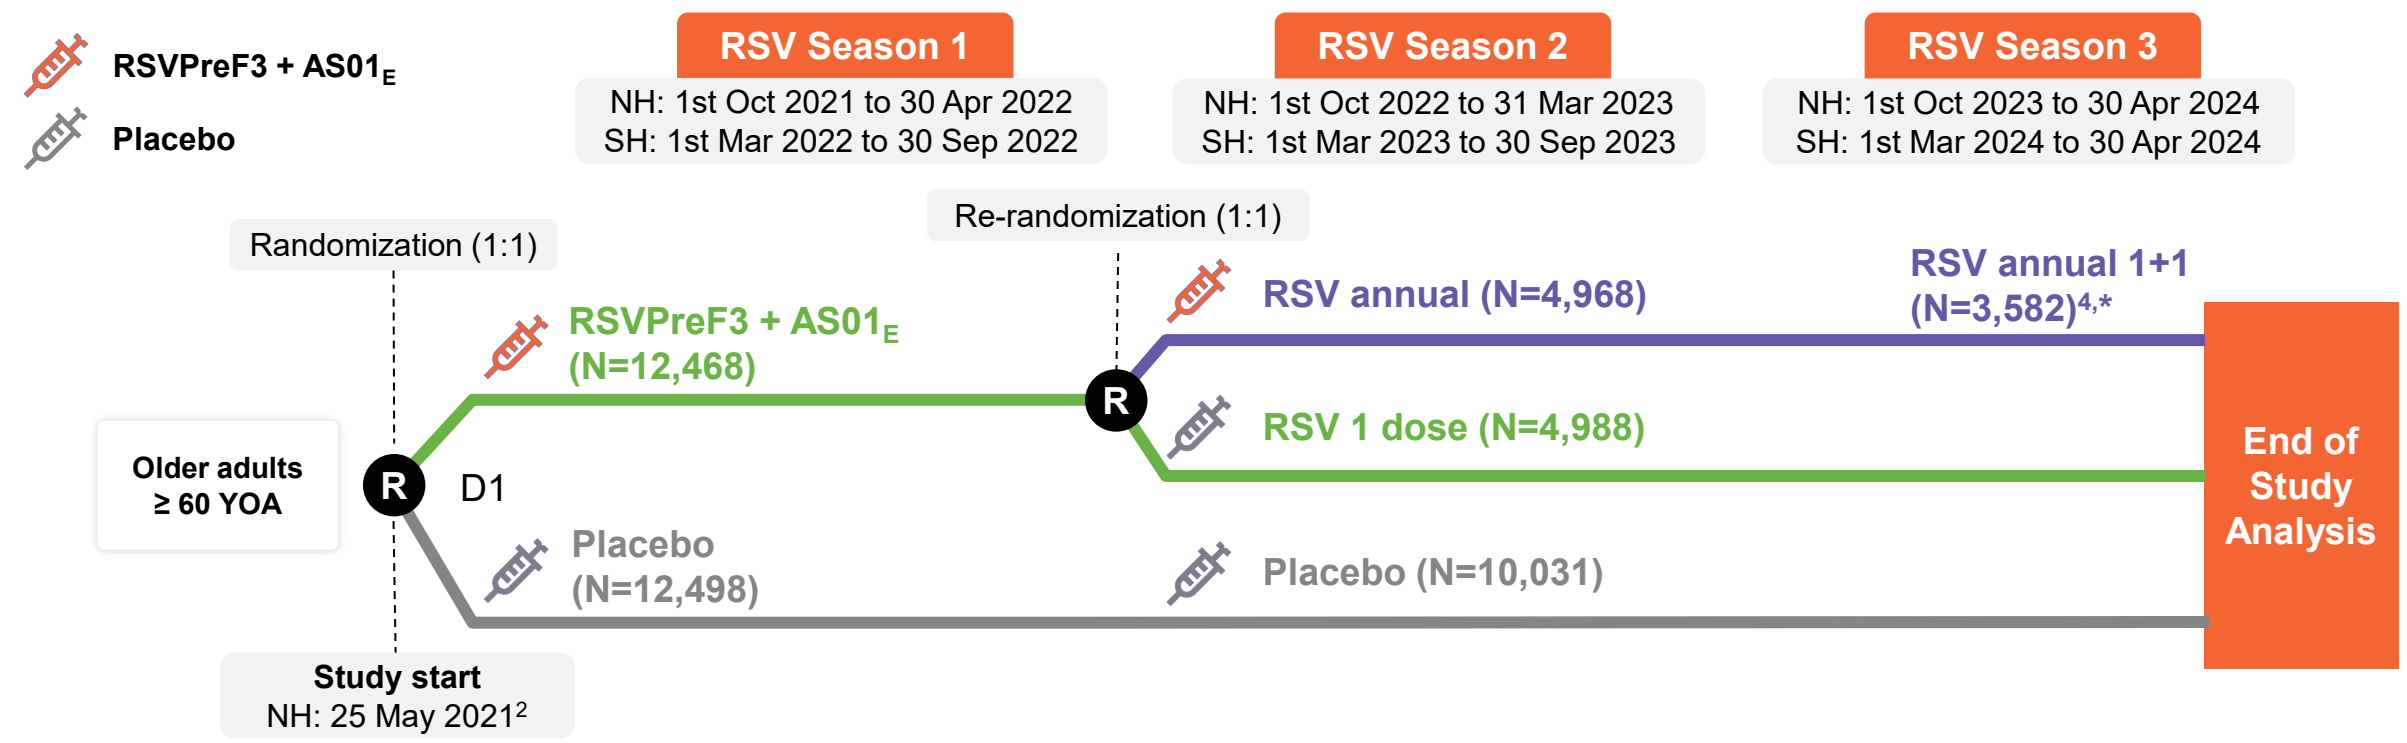 RSVPreF3 + AS01E
Placebo
RSV Season 1
NH: 1st Oct 2021 to 30 Apr 2022
SH: 1st Mar 2022 to 30 Sep 2022
RSV Season 2
NH: 1st Oct 2022 to 31 Mar 2023
SH: 1st Mar 2023 to 30 Sep 2023
RSV Season 3
NH: 1st Oct 2023 to 30 Apr 2024
SH: 1st Mar 2024 to 30 Apr 2024
Randomization (1:1)
Re-randomization (1:1)
Older adults
≥ 60 YOA
R
D1
RSVPreF3 + AS01E
(N=12,468)
Placebo
(N=12,498)
R
RSV annual (N=4,968)
RSV annual 1+1
(N=3,582)4,*
RSV 1 dose (N=4,988)
Placebo (N=10,031)
End of
Study
Analysis
Study start
NH: 25 May 2021²